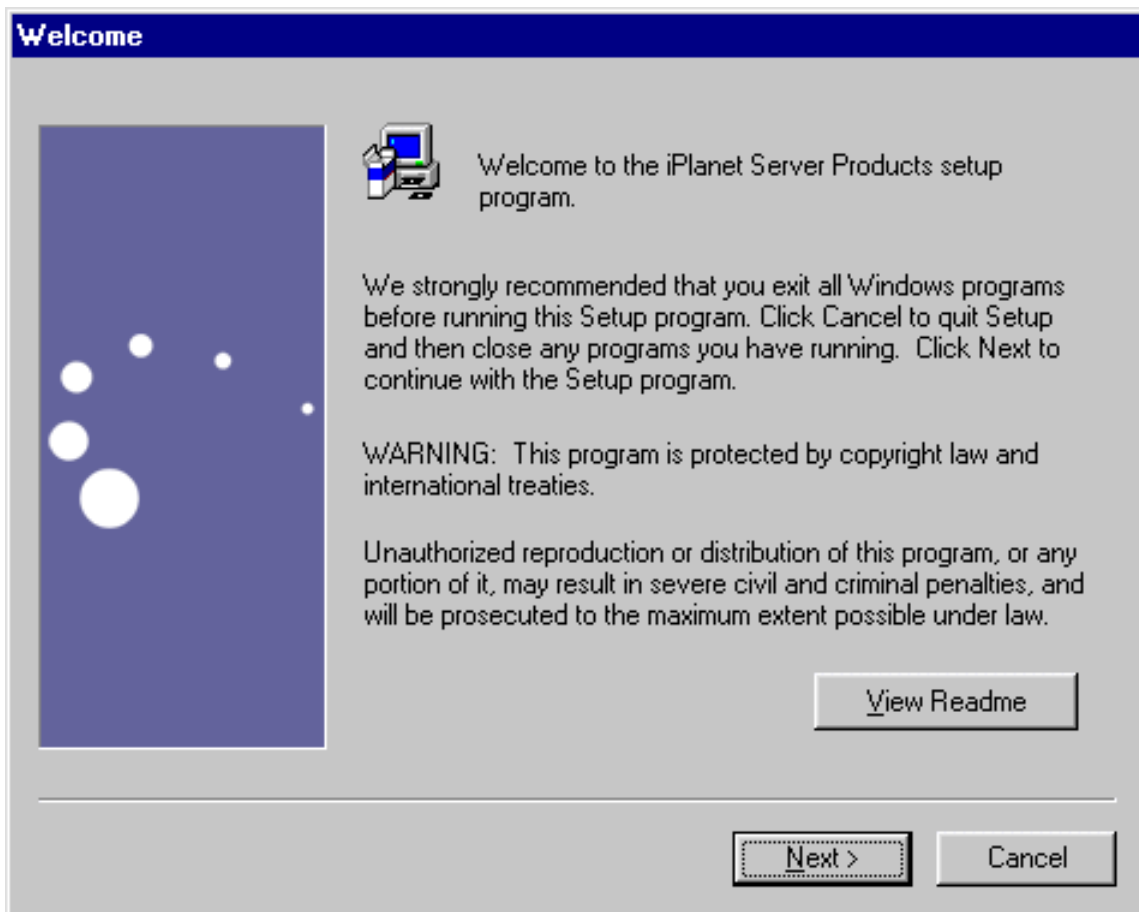 Welcome
Welcome to the iPlanet Server Products setup
program.
We strongly recommended that you exit all Windows programs
before running this Setup program. Click Cancel to quit Setup
and then close any programs you have running.  Click Next to
continue with the Setup program.
WARNING:  This program is protected by copyright law and
international treaties.
Unauthorized reproduction or distribution of this program, or any
portion of it, may result in severe civil and criminal penalties, and
will be prosecuted to the maximum extent possible under law.
View Readme
Next >
Cancel